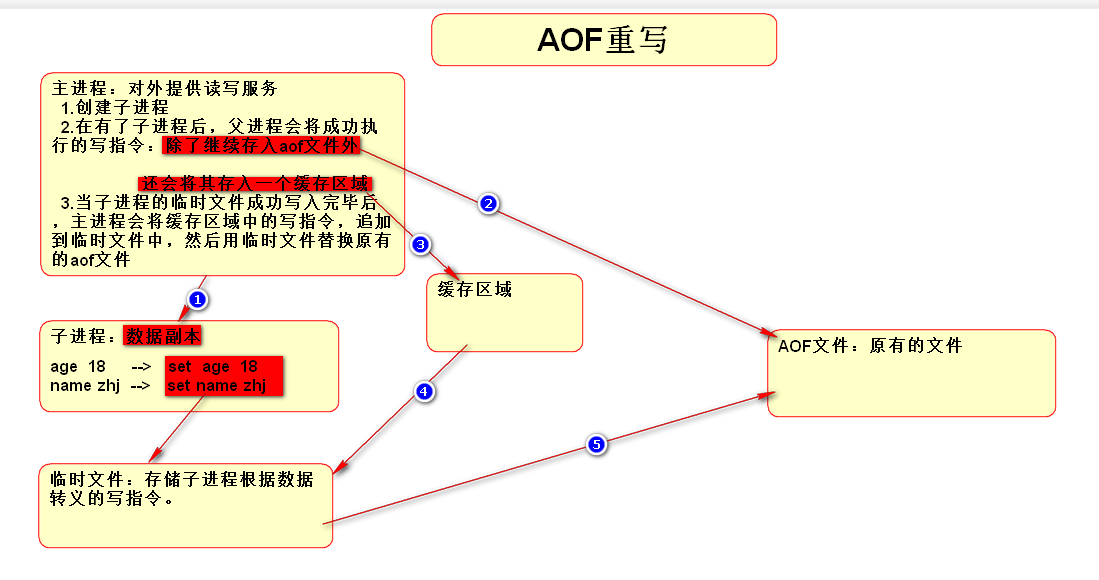 AOF重写
主进程：对外提供读写服务
1.创建子进程
2.在有了子进程后，父进程会将成功执
行的写指令：除了继续存入aof文件外
还会将其存入一个缓存区域
3.当子进程的临时文件成功写入完毕后
，主进程会将缓存区域中的写指令，追加
到临时文件中，然后用临时文件替换原有
的aof文件
2
3
缓存区域
1
子进程：数据副本
age 18 --> set age 18
name zhj --> set name zhj
AOF文件：原有的文件
4
5
临时文件：存储子进程根据数据
转义的写指令。